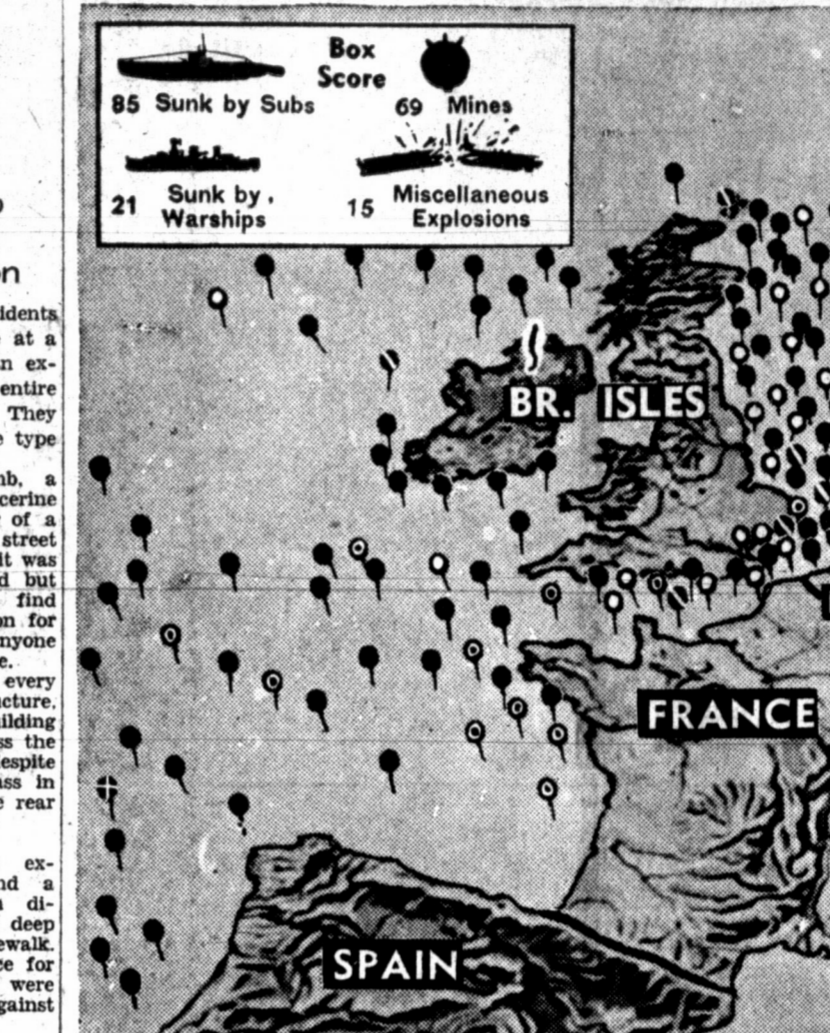 on
idents
at a
n ex-
entire
They
e type
nb, a
cerine
of a
street
it was
d but
find
on for
nyone
e.
every
ucture.
ilding
ss the
espite
ass in
e rear
ex-
nd a
di-
deep
ewalk.
ce for
were
gainst
Box
Score
85 Sunk by Subs
69 Mines
21 Sunk by
Warships
15 Miscellaneous
Explosions
BR. ISLES
FRANCE
SPAIN